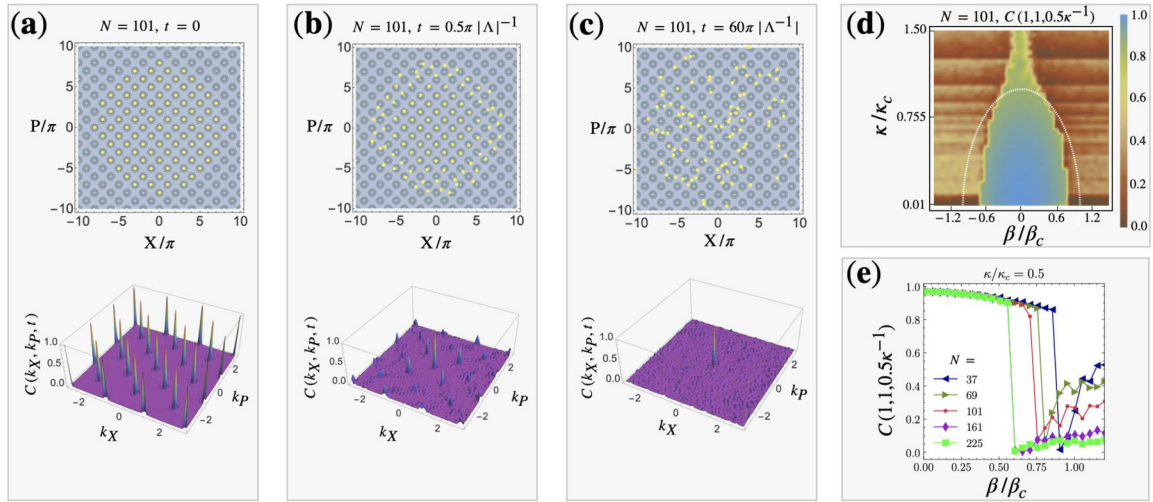 (a)
N = 101, t = 0
10
5
P/π 0
−5
−10
−10 −5 0 5 10
X/π
C(k_X, k_P, t)
1.0
0.5
0.0
−2
0
2
k_X
−2
0
2
k_P
(b)
N = 101, t = 0.5π |Λ|⁻¹
10
5
P/π 0
−5
−10
−10 −5 0 5 10
X/π
C(k_X, k_P, t)
1.0
0.5
0.0
−2
0
2
k_X
−2
0
2
k_P
(c)
N = 101, t = 60π |Λ⁻¹|
10
5
P/π 0
−5
−10
−10 −5 0 5 10
X/π
C(k_X, k_P, t)
1.0
0.5
0.0
−2
0
2
k_X
−2
0
2
k_P
(d)
N = 101, C(1,1,0.5κ⁻¹)
κ/κ_c
1.50
0.755
0.01
−1.2 −0.6 0 0.6 1.2
β/β_c
1.0
0.8
0.6
0.4
0.2
0.0
(e)
κ/κ_c = 0.5
C(1,1,0.5κ⁻¹)
1.0
0.8
0.6
0.4
0.2
0.0
N =
37
69
101
161
225
0.00 0.25 0.50 0.75 1.00
β/β_c